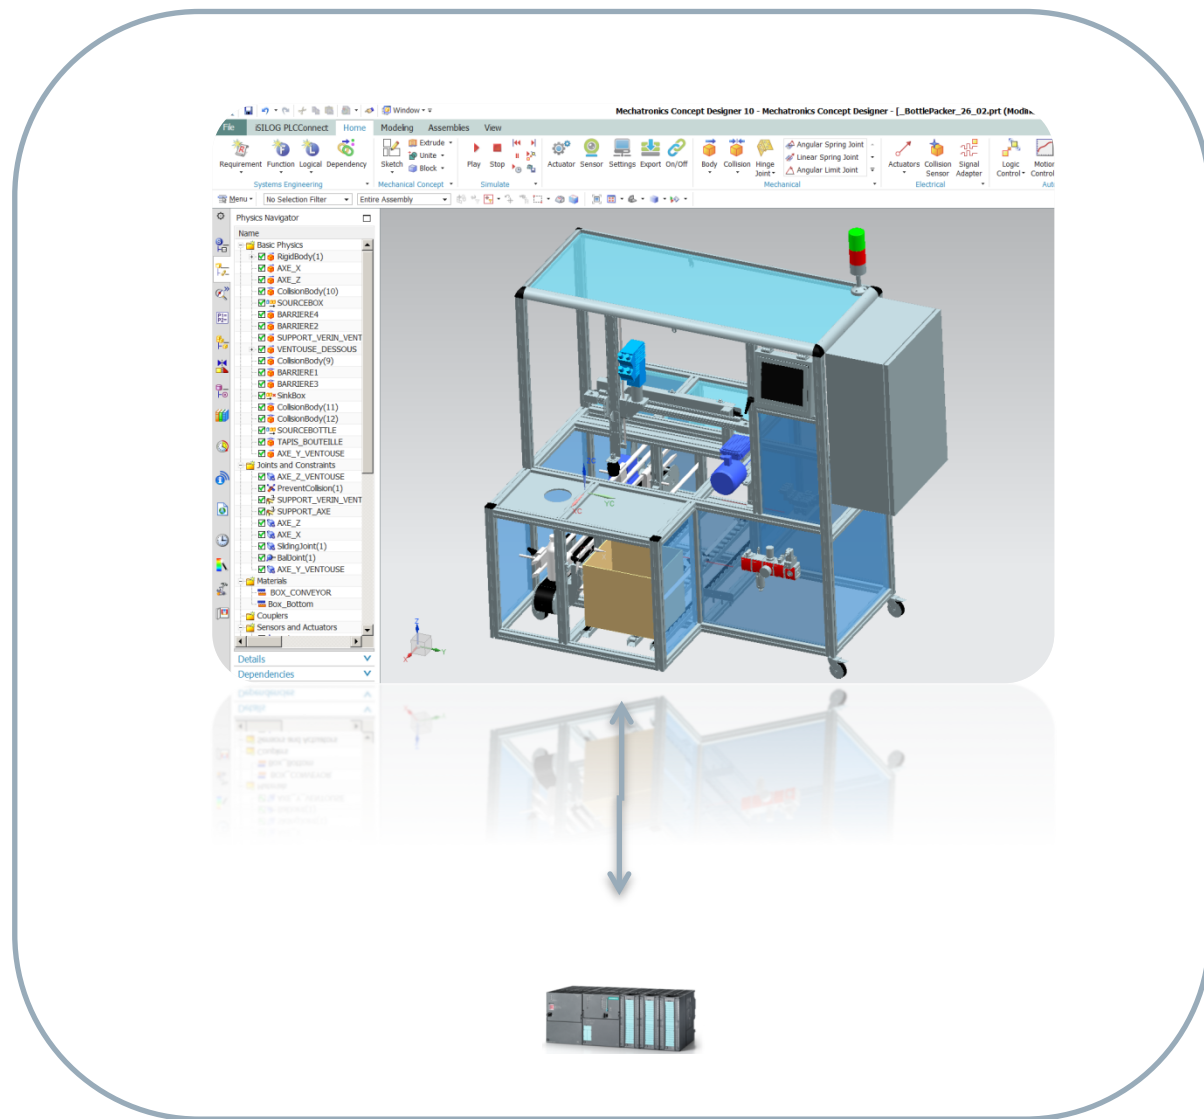 Window
Mechatronics Concept Designer 10 - Mechatronics Concept Designer - [_BottlePacker_26_02.prt (Modifi
File iSILOG PLCConnect Home Modeling Assembles View
Requirement Function Logical Dependency
Systems Engineering
Sketch
Extrude
Unite
Block
Mechanical Concept
Play Stop
Simulate
Actuator Sensor Settings Export On/Off
Body Collision Hinge Joint
Angular Spring Joint
Linear Spring Joint
Angular Limit Joint
Mechanical
Actuators Collision Sensor Signal Adapter
Electrical
Logic Control Motion Control
Aut
Menu No Selection Filter Entire Assembly
Physics Navigator
Name
Basic Physics
RigidBody(1)
AXE_X
AXE_Z
CollisionBody(10)
SOURCEBOX
BARRIERE4
BARRIERE2
SUPPORT_VERIN_VENT
VENTOUSE_DESSOUS
CollisionBody(9)
BARRIERE1
BARRIERE3
SinkBox
CollisionBody(11)
CollisionBody(12)
SOURCEBOTTLE
TAPIS_BOUTEILLE
AXE_Y_VENTOUSE
Joints and Constraints
AXE_Z_VENTOUSE
PreventCollision(1)
SUPPORT_VERIN_VENT
SUPPORT_AXE
AXE_Z
AXE_X
SlidingJoint(1)
BallJoint(1)
AXE_Y_VENTOUSE
Materials
BOX_CONVEYOR
Box_Bottom
Couplers
Sensors and Actuators
Details
Dependencies
ZC
YC
XC
Z
Y
X